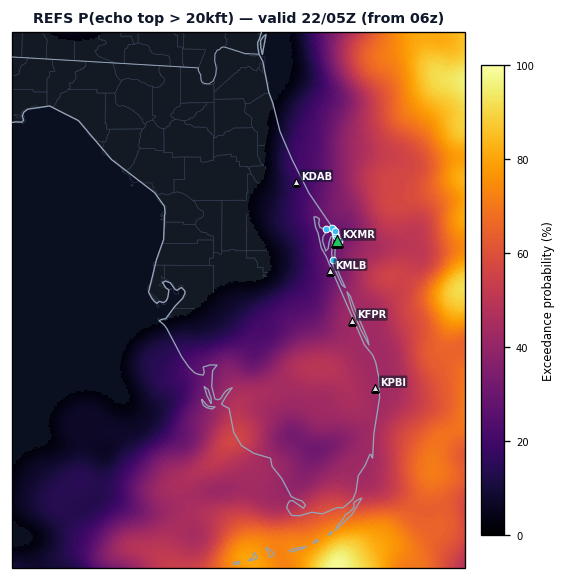 REFS P(echo top > 20kft) — valid 22/05Z (from 06z)
KDAB
KXMR
KMLB
KFPR
KPBI
100
80
60
40
20
0
Exceedance probability (%)